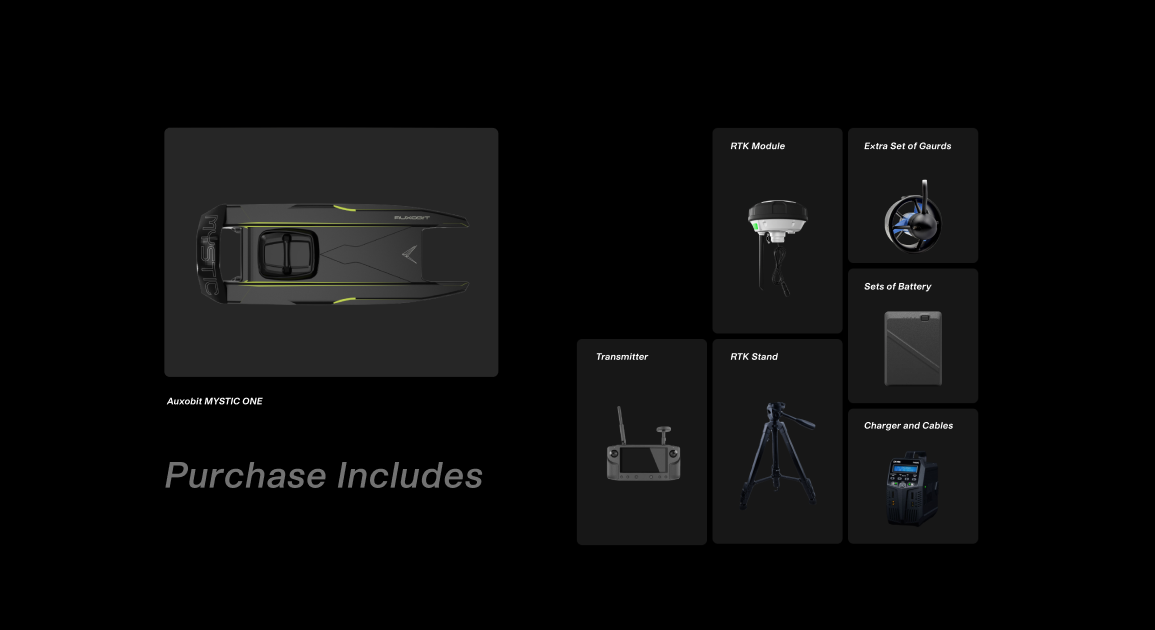 RTK Module
Extra Set of Gaurds
MYSTIC
AUXOBIT
Sets of Battery
Transmitter
RTK Stand
Auxobit MYSTIC ONE
Charger and Cables
Purchase Includes